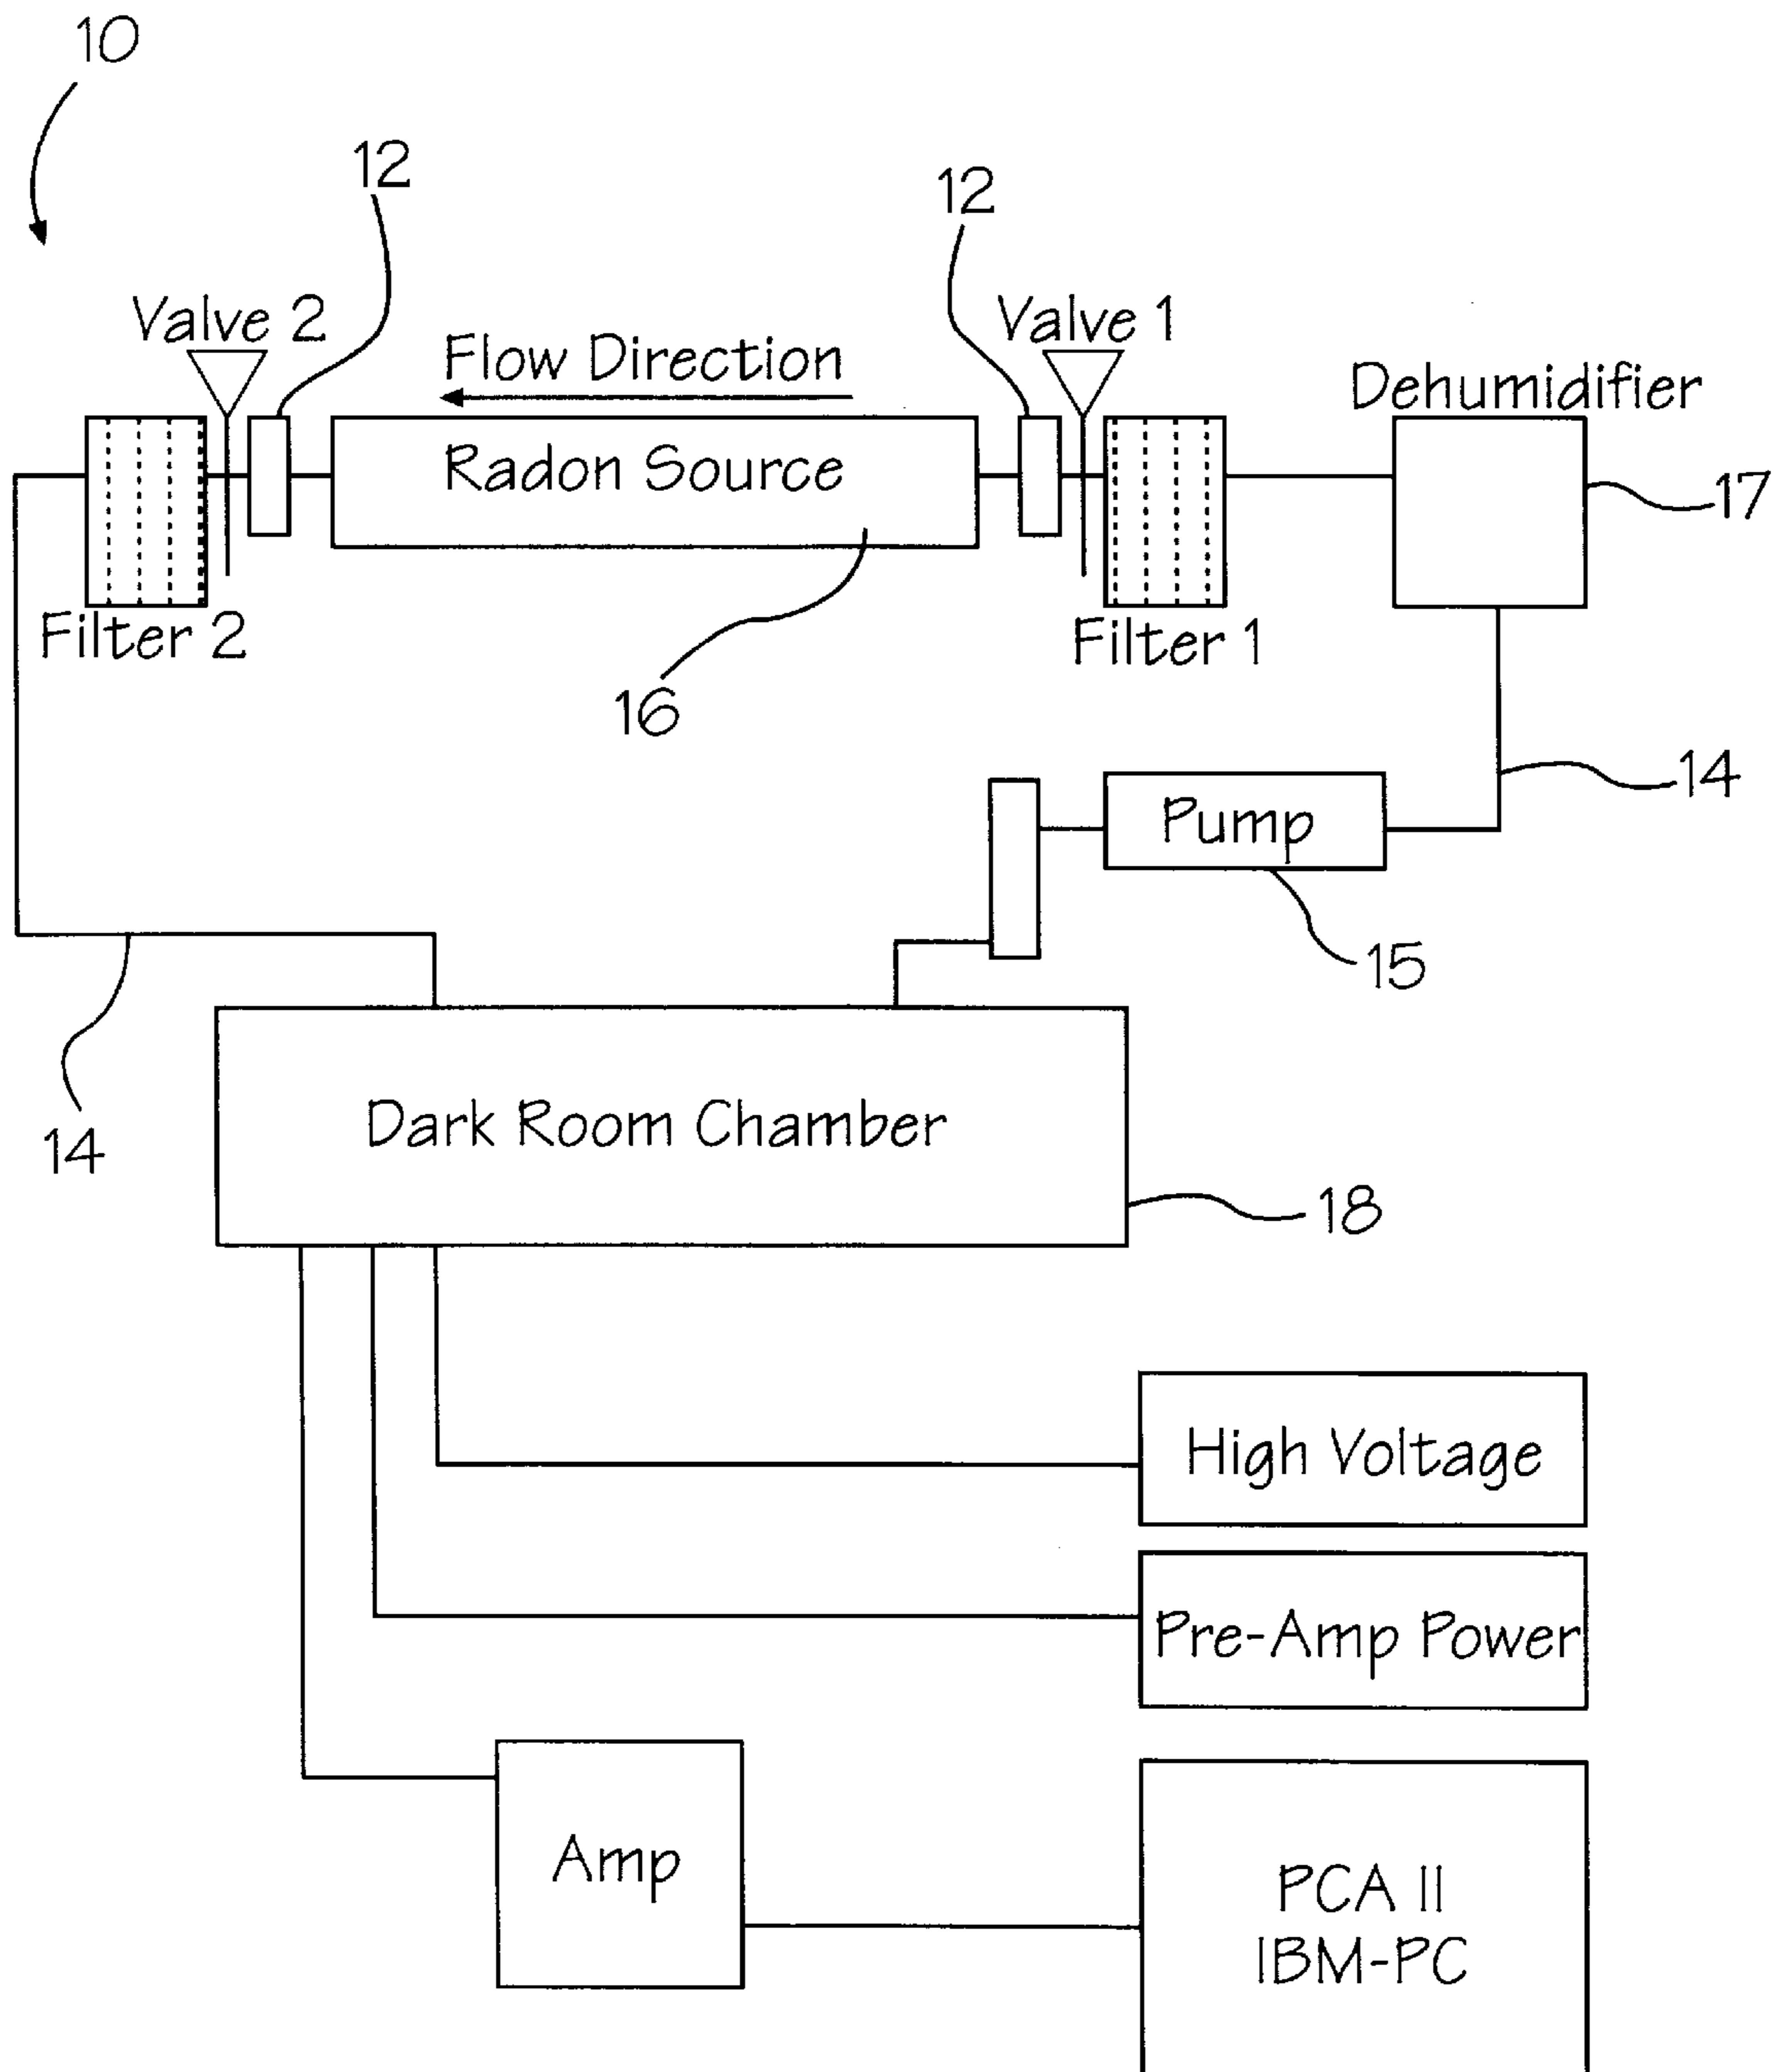 10
12
12
Valve 2
Valve 1
Flow Direction
Dehumidifier
Radon Source
17
Filter 2
Filter 1
16
14
Pump
15
Dark Room Chamber
14
18
High Voltage
Pre-Amp Power
Amp
PCA II
IBM-PC